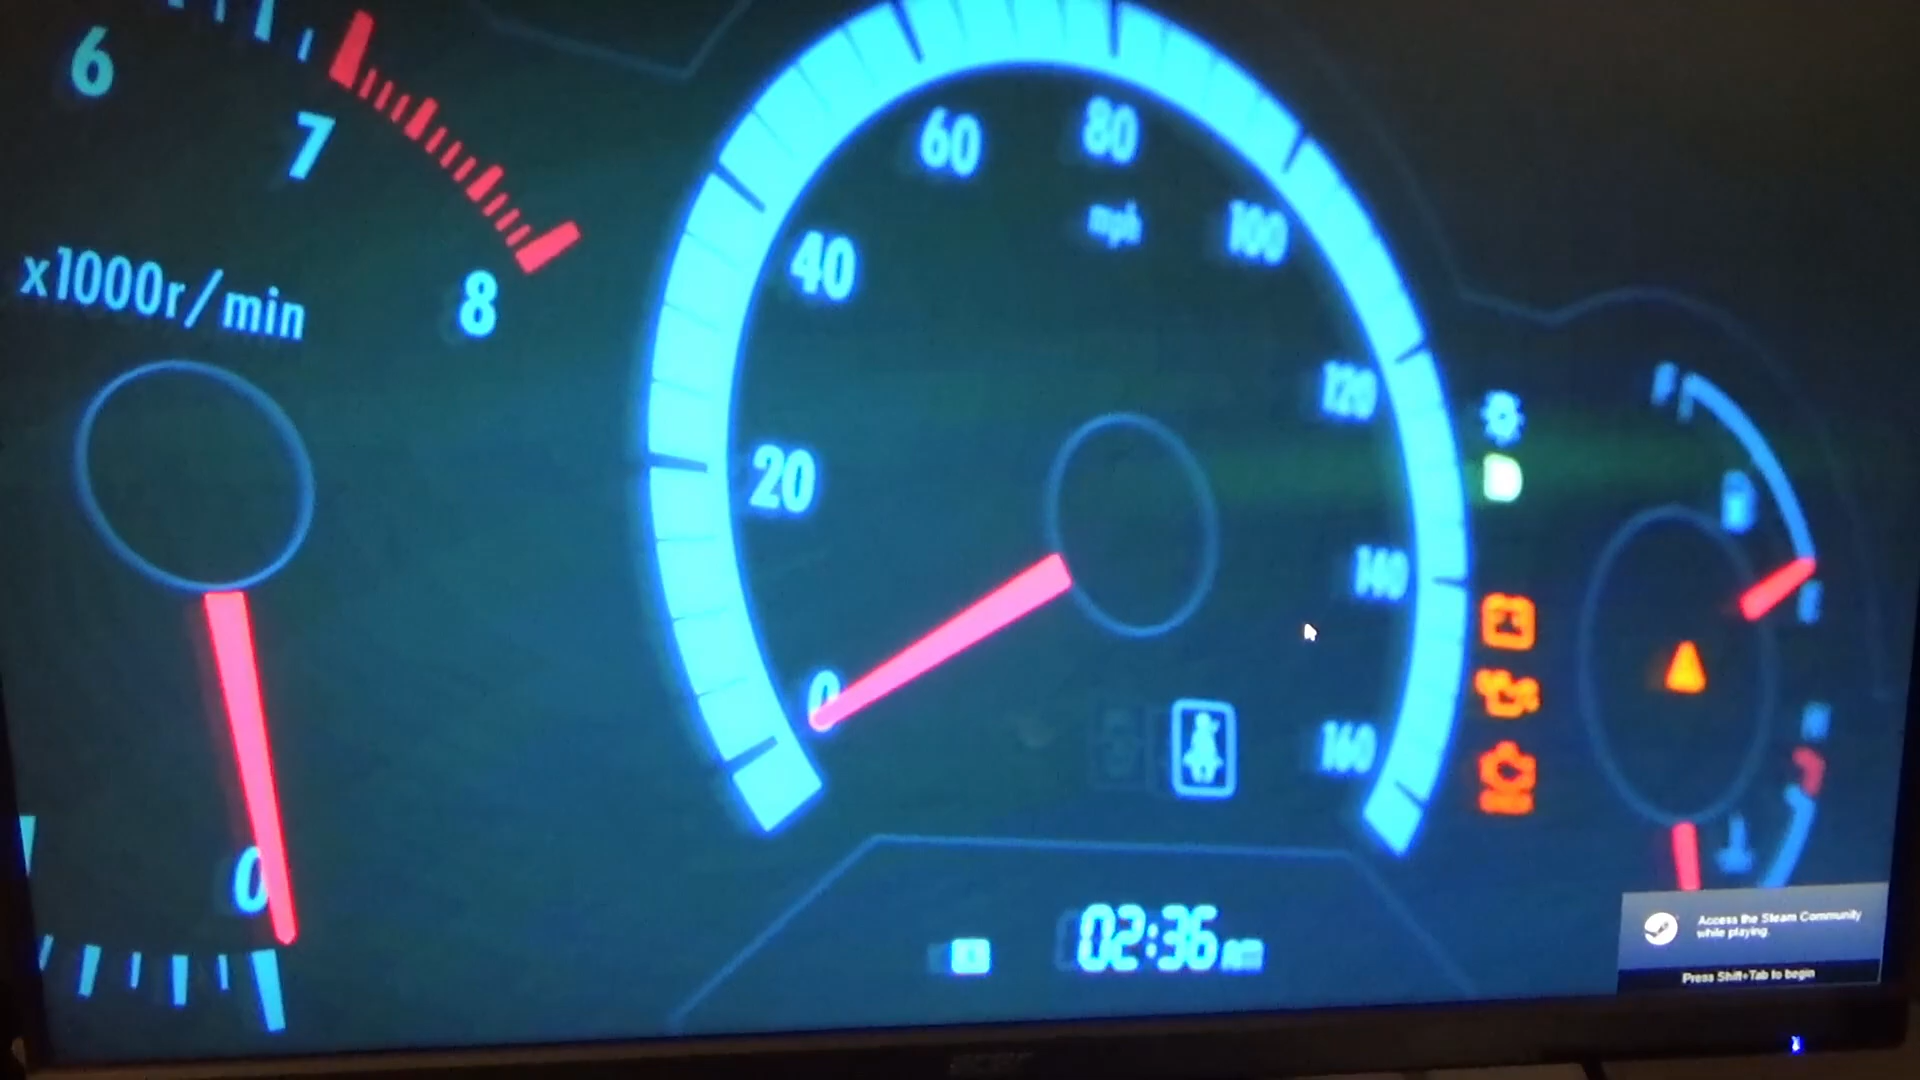 6
7
8
x1000r/min
0
60
80
mph
40
100
120
20
140
0
160
F
E
H
02:36
Access the Steam Community
while playing.
Press Shift+Tab to begin